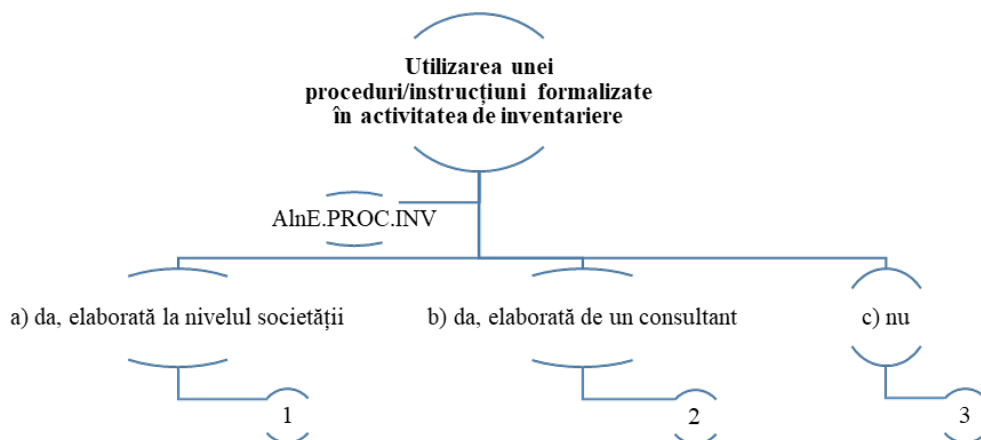 Utilizarea unei
proceduri/instrucțiuni formalizate
în activitatea de inventariere
AlnE.PROC.INV
a) da, elaborată la nivelul societății
b) da, elaborată de un consultant
c) nu
1
2
3